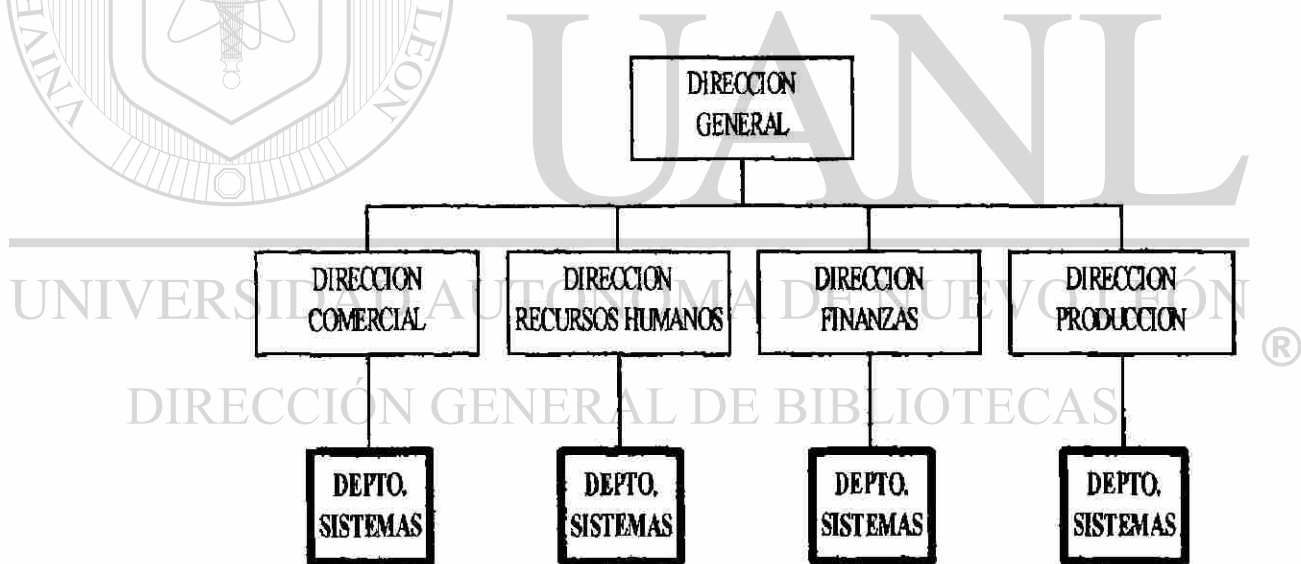 UANL
DIRECCION
GENERAL
DIRECCION
COMERCIAL
DIRECCION
RECURSOS HUMANOS
DIRECCION
FINANZAS
DIRECCION
PRODUCCION
UNIVERSIDAD AUTÓNOMA DE NUEVO LEÓN
®
DIRECCIÓN GENERAL DE BIBLIOTECAS
DEPTO.
SISTEMAS
DEPTO.
SISTEMAS
DEPTO.
SISTEMAS
DEPTO.
SISTEMAS